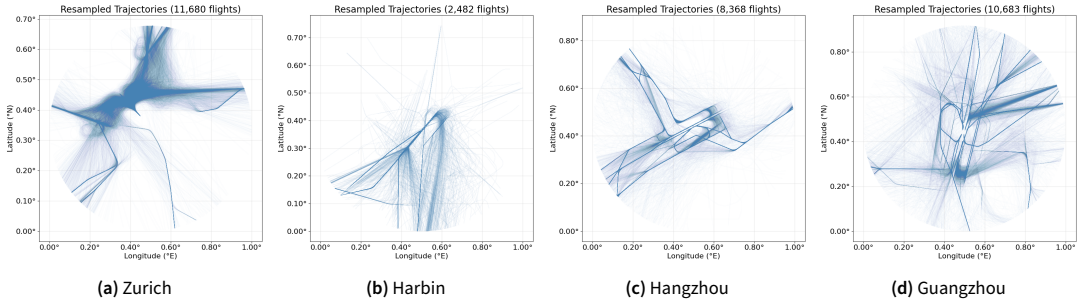 Resampled Trajectories (11,680 flights)
0.70°
0.60°
0.50°
0.40°
0.30°
0.20°
0.10°
0.00°
Latitude (°N)
0.00° 0.20° 0.40° 0.60° 0.80° 1.00°
Longitude (°E)
(a) Zurich
Resampled Trajectories (2,482 flights)
0.70°
0.60°
0.50°
0.40°
0.30°
0.20°
0.10°
0.00°
Latitude (°N)
0.00° 0.20° 0.40° 0.60° 0.80° 1.00°
Longitude (°E)
(b) Harbin
Resampled Trajectories (8,368 flights)
0.80°
0.60°
0.40°
0.20°
0.00°
Latitude (°N)
0.00° 0.20° 0.40° 0.60° 0.80° 1.00°
Longitude (°E)
(c) Hangzhou
Resampled Trajectories (10,683 flights)
0.80°
0.60°
0.40°
0.20°
0.00°
Latitude (°N)
0.00° 0.20° 0.40° 0.60° 0.80° 1.00°
Longitude (°E)
(d) Guangzhou